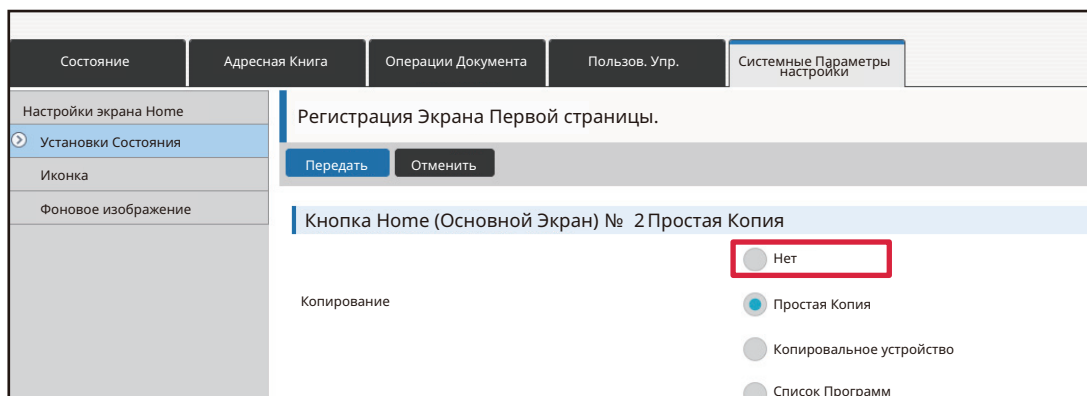 Состояние
Адресная Книга
Операции Документа
Пользов. Упр.
Системные Параметры
настройки
Настройки экрана Home
Установки Состояния
Иконка
Фоновое изображение
Регистрация Экрана Первой страницы.
Передать
Отменить
Кнопка Home (Основной Экран) № 2 Простая Копия
Нет
Копирование
Простая Копия
Копировальное устройство
Список Программ